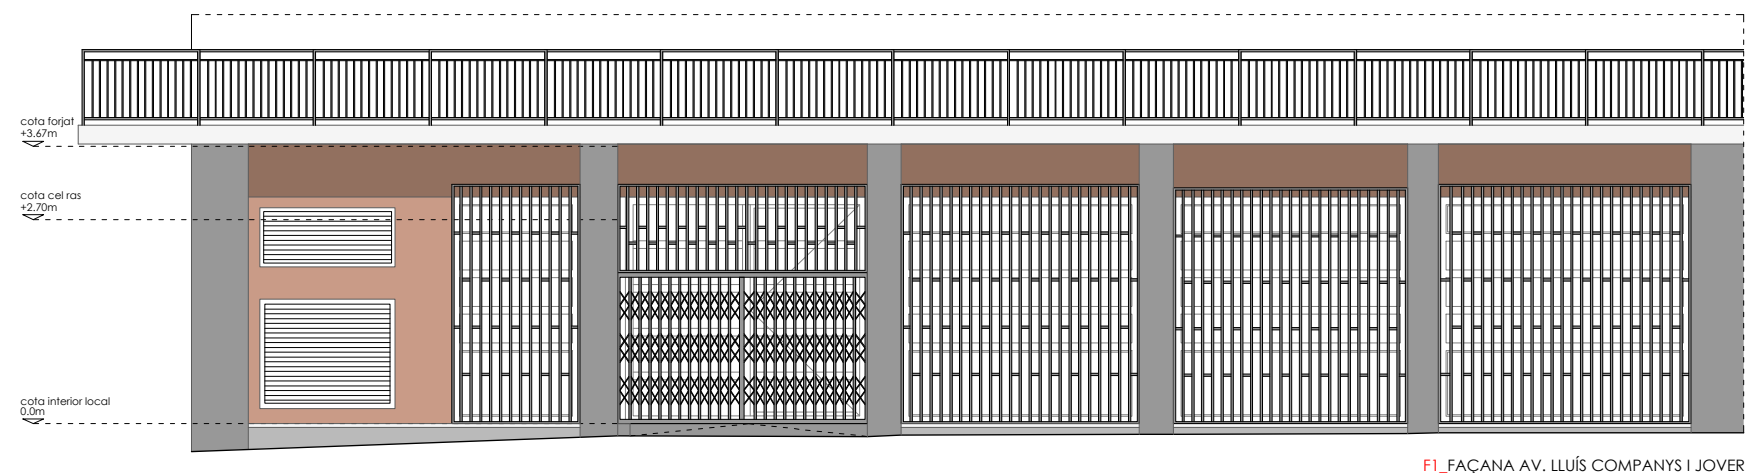 cota forjat
+3.67m
cota cel ras
+2.70m
cota interior local
0.0m
F1_FAÇANA AV. LLUÍS COMPANYS I JOVER